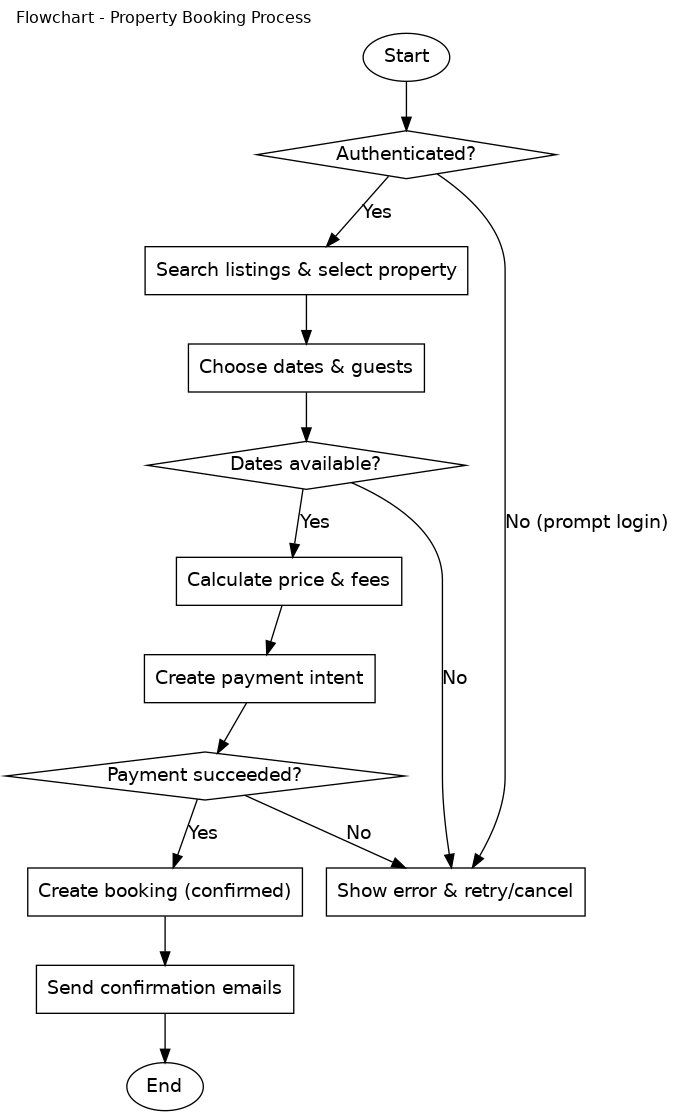 Flowchart - Property Booking Process
Start
Authenticated?
Yes
Search listings & select property
Choose dates & guests
Dates available?
Yes
No (prompt login)
Calculate price & fees
Create payment intent
No
Payment succeeded?
Yes
No
Create booking (confirmed)
Show error & retry/cancel
Send confirmation emails
End